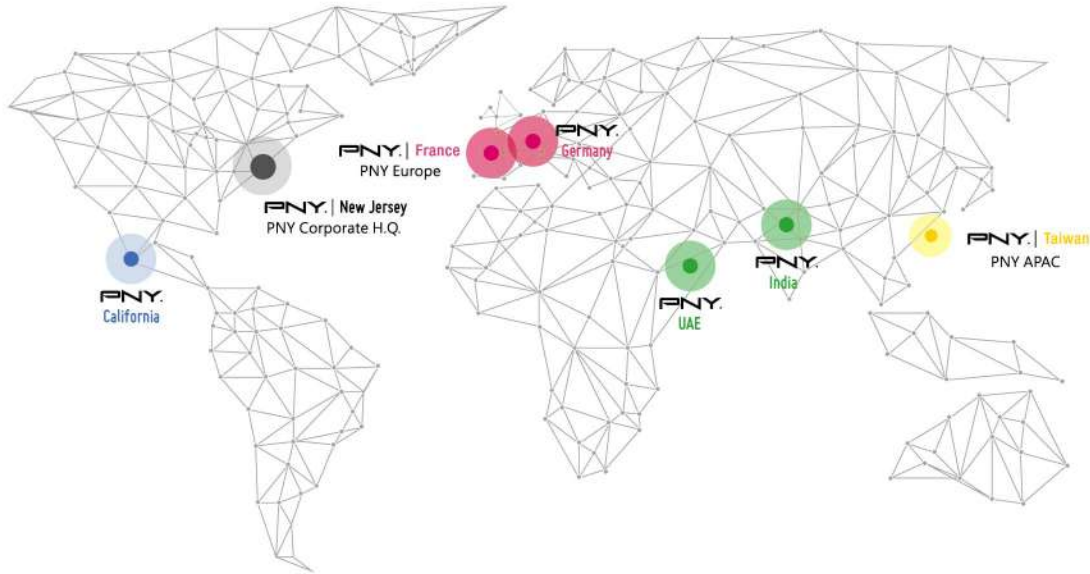 PNY. | France
PNY Europe
PNY.
Germany
PNY. | New Jersey
PNY Corporate H.Q.
PNY.
California
PNY.
UAE
PNY.
India
PNY. | Taiwan
PNY APAC